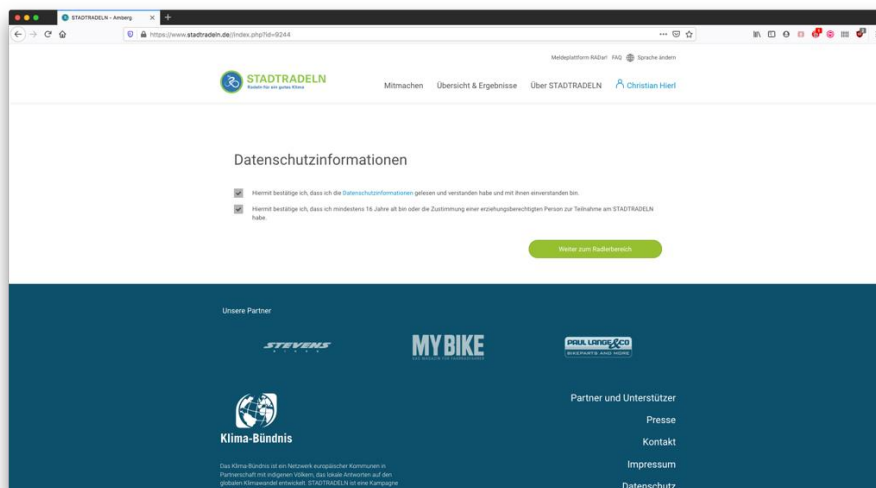 STADTRADELN - Amberg
https://www.stadtradeln.de//index.php?id=9244
Meldeplattform RADar! FAQ Sprache ändern
STADTRADELN
Radeln für ein gutes Klima
Mitmachen Übersicht & Ergebnisse Über STADTRADELN Christian Hierl
Datenschutzinformationen
Hiermit bestätige ich, dass ich die Datenschutzinformationen gelesen und verstanden habe und mit ihnen einverstanden bin.
Hiermit bestätige ich, dass ich mindestens 16 Jahre alt bin oder die Zustimmung einer erziehungsberechtigten Person zur Teilnahme am STADTRADELN
habe.
Weiter zum Radlerbereich
Unsere Partner
STEVENS
BIKES
MYBIKE
PAUL LANGE & CO
BIKEPARTS AND MORE
Klima-Bündnis
Partner und Unterstützer
Presse
Kontakt
Impressum
Datenschutz
Das Klima-Bündnis ist ein Netzwerk europäischer Kommunen in
Partnerschaft mit indigenen Völkern, das lokale Antworten auf den
globalen Klimawandel entwickelt. STADTRADELN ist eine Kampagne